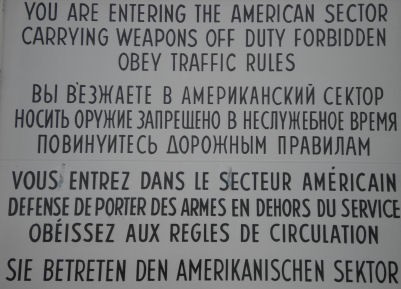 YOU ARE ENTERING THE AMERICAN SECTOR
CARRYING WEAPONS OFF DUTY FORBIDDEN
OBEY TRAFFIC RULES
ВЫ ВЪЕЗЖАЕТЕ В АМЕРИКАНСКИЙ СЕКТОР
НОСИТЬ ОРУЖИЕ ЗАПРЕЩЕНО В НЕСЛУЖЕБНОЕ ВРЕМЯ
ПОВИНУИТЕСЬ ДОРОЖНЫМ ПРАВИЛАМ
VOUS ENTREZ DANS LE SECTEUR AMÉRICAIN
DEFENSE DE PORTER DES ARMES EN DEHORS DU SERVICE
OBÉISSEZ AUX REGLES DE CIRCULATION
SIE BETRETEN DEN AMERIKANISCHEN SEKTOR